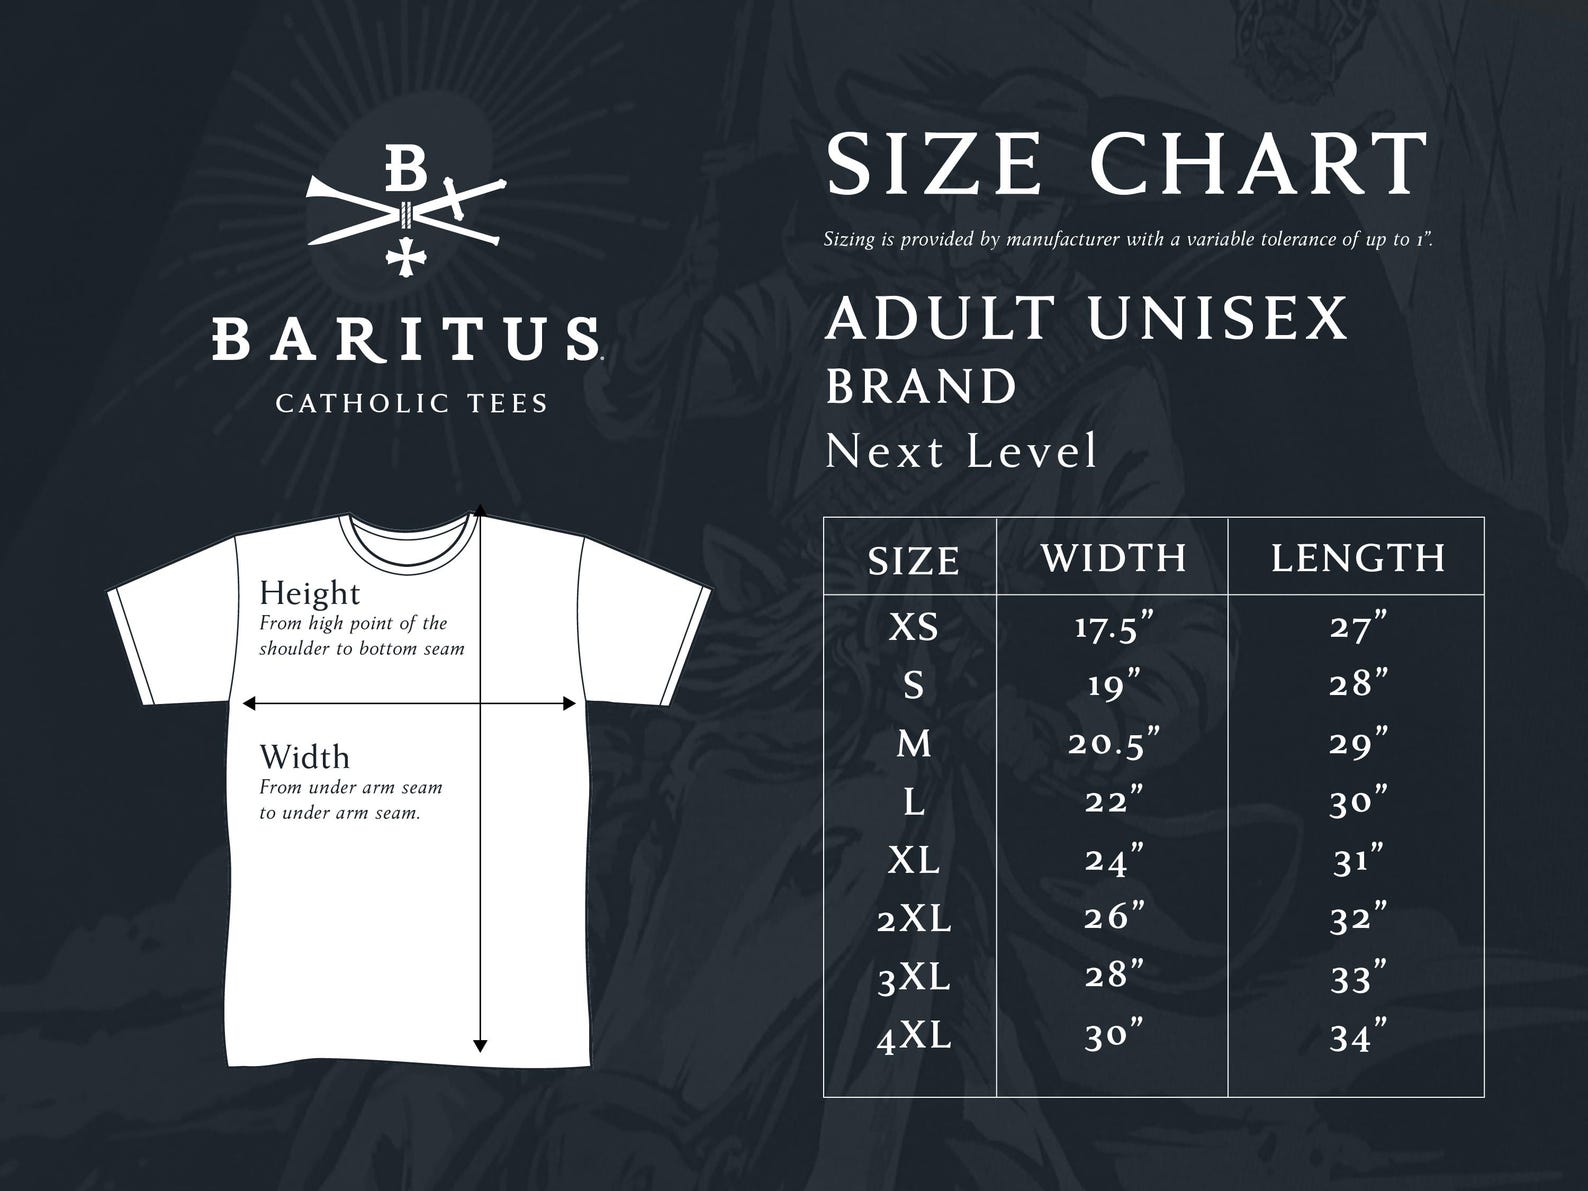 B
BARITUS
CATHOLIC TEES
SIZE CHART
Sizing is provided by manufacturer with a variable tolerance of up to 1”.
ADULT UNISEX
BRAND
Next Level
Height
From high point of the
shoulder to bottom seam
Width
From under arm seam
to under arm seam.
SIZE WIDTH LENGTH
XS 17.5” 27”
S 19” 28”
M 20.5” 29”
L 22” 30”
XL 24” 31”
2XL 26” 32”
3XL 28” 33”
4XL 30” 34”